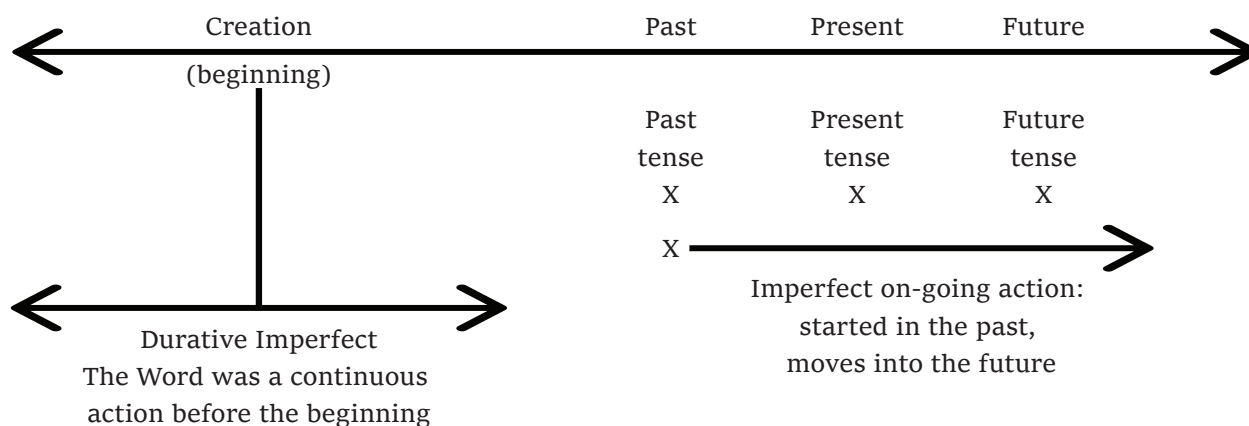 Creation Past Present Future
(beginning)
Past Present Future
tense tense tense
X X X
X
Imperfect on-going action:
started in the past,
moves into the future
Durative Imperfect
The Word was a continuous
action before the beginning